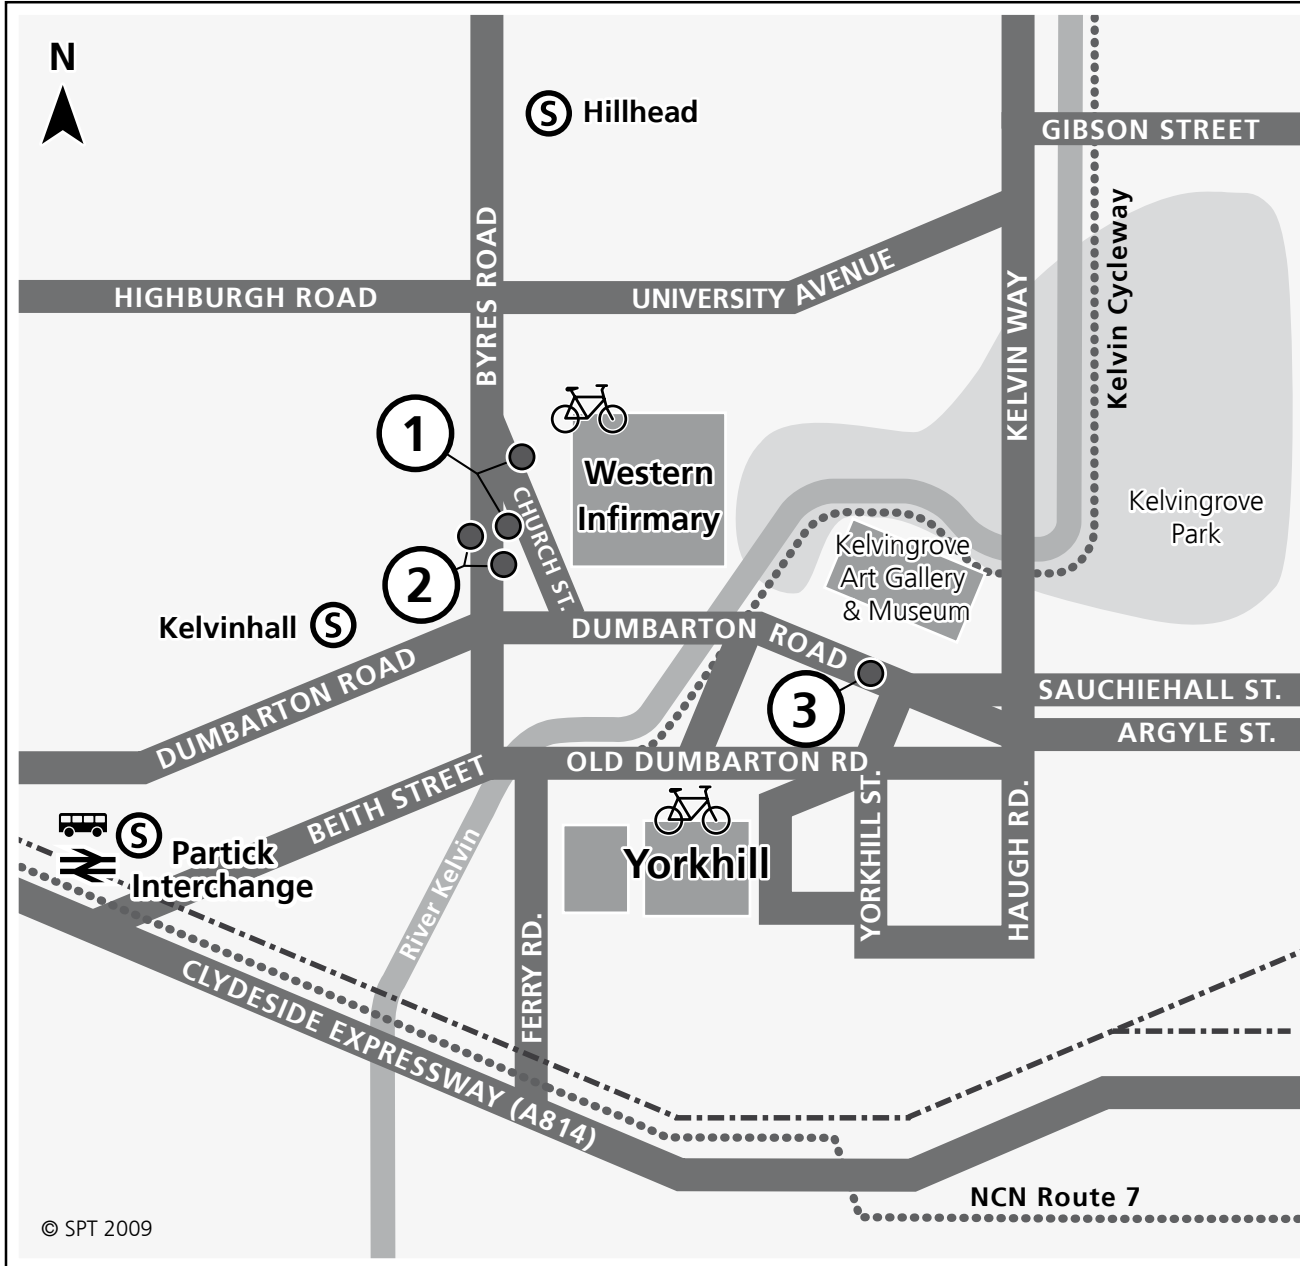 N
S Hillhead
GIBSON STREET
BYRES ROAD
Kelvin Cycleway
HIGHBURGH ROAD
UNIVERSITY AVENUE
KELVIN WAY
1
Western
Infirmary
CHURCH ST.
Kelvingrove
Park
Kelvingrove
Art Gallery
& Museum
2
Kelvinhall S
DUMBARTON ROAD
DUMBARTON ROAD
3
SAUCHIEHALL ST.
ARGYLE ST.
OLD DUMBARTON RD
BEITH STREET
S Partick
Interchange
Yorkhill
YORKHILL ST.
HAUGH RD.
River Kelvin
FERRY RD.
CLYDESIDE EXPRESSWAY (A814)
NCN Route 7
© SPT 2009